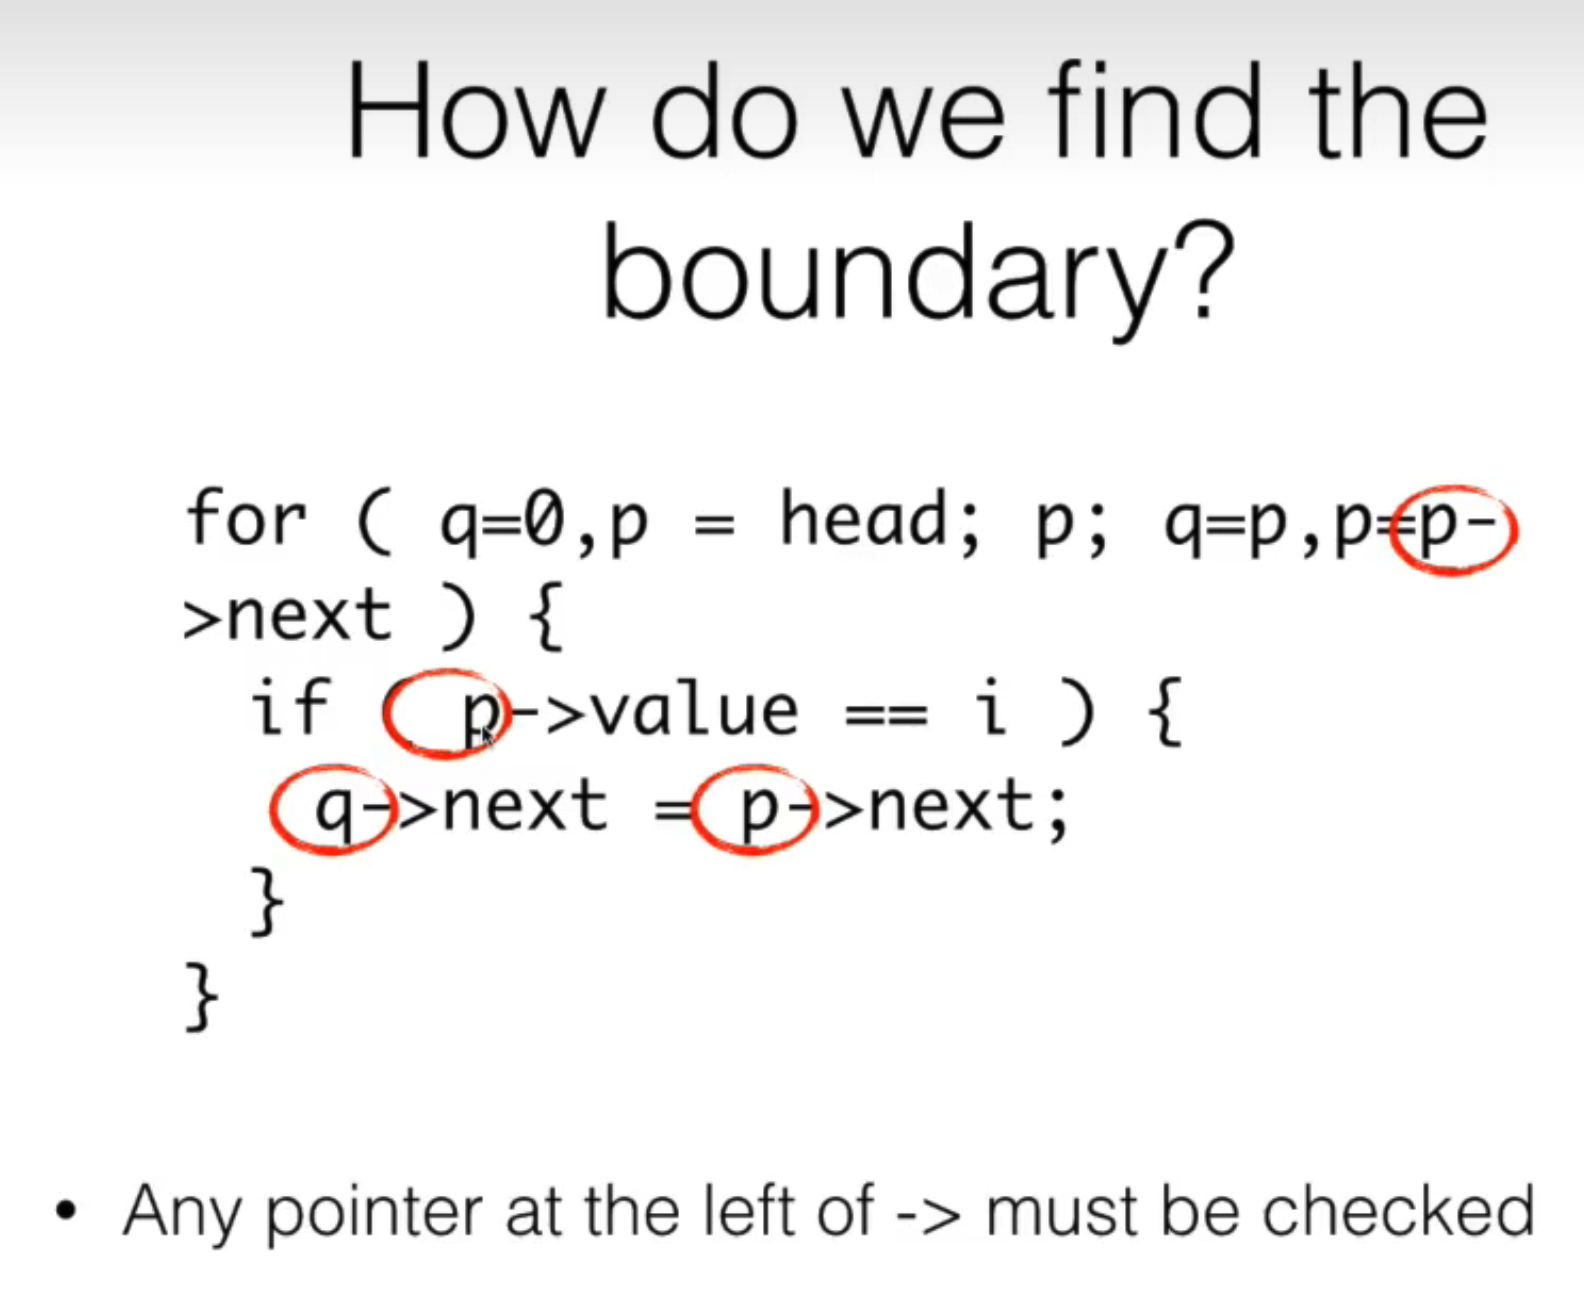 How do we find the
boundary?
for ( q=0,p = head; p; q=p,p=p-
>next ) {
if ( p->value == i ) {
q->next = p->next;
}
}
• Any pointer at the left of -> must be checked